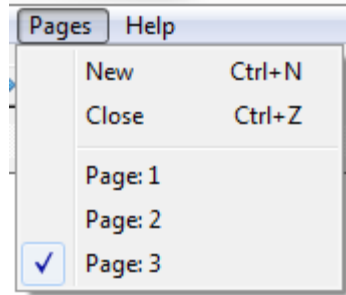 Pages Help
New Ctrl+N
Close Ctrl+Z
Page: 1
Page: 2
Page: 3